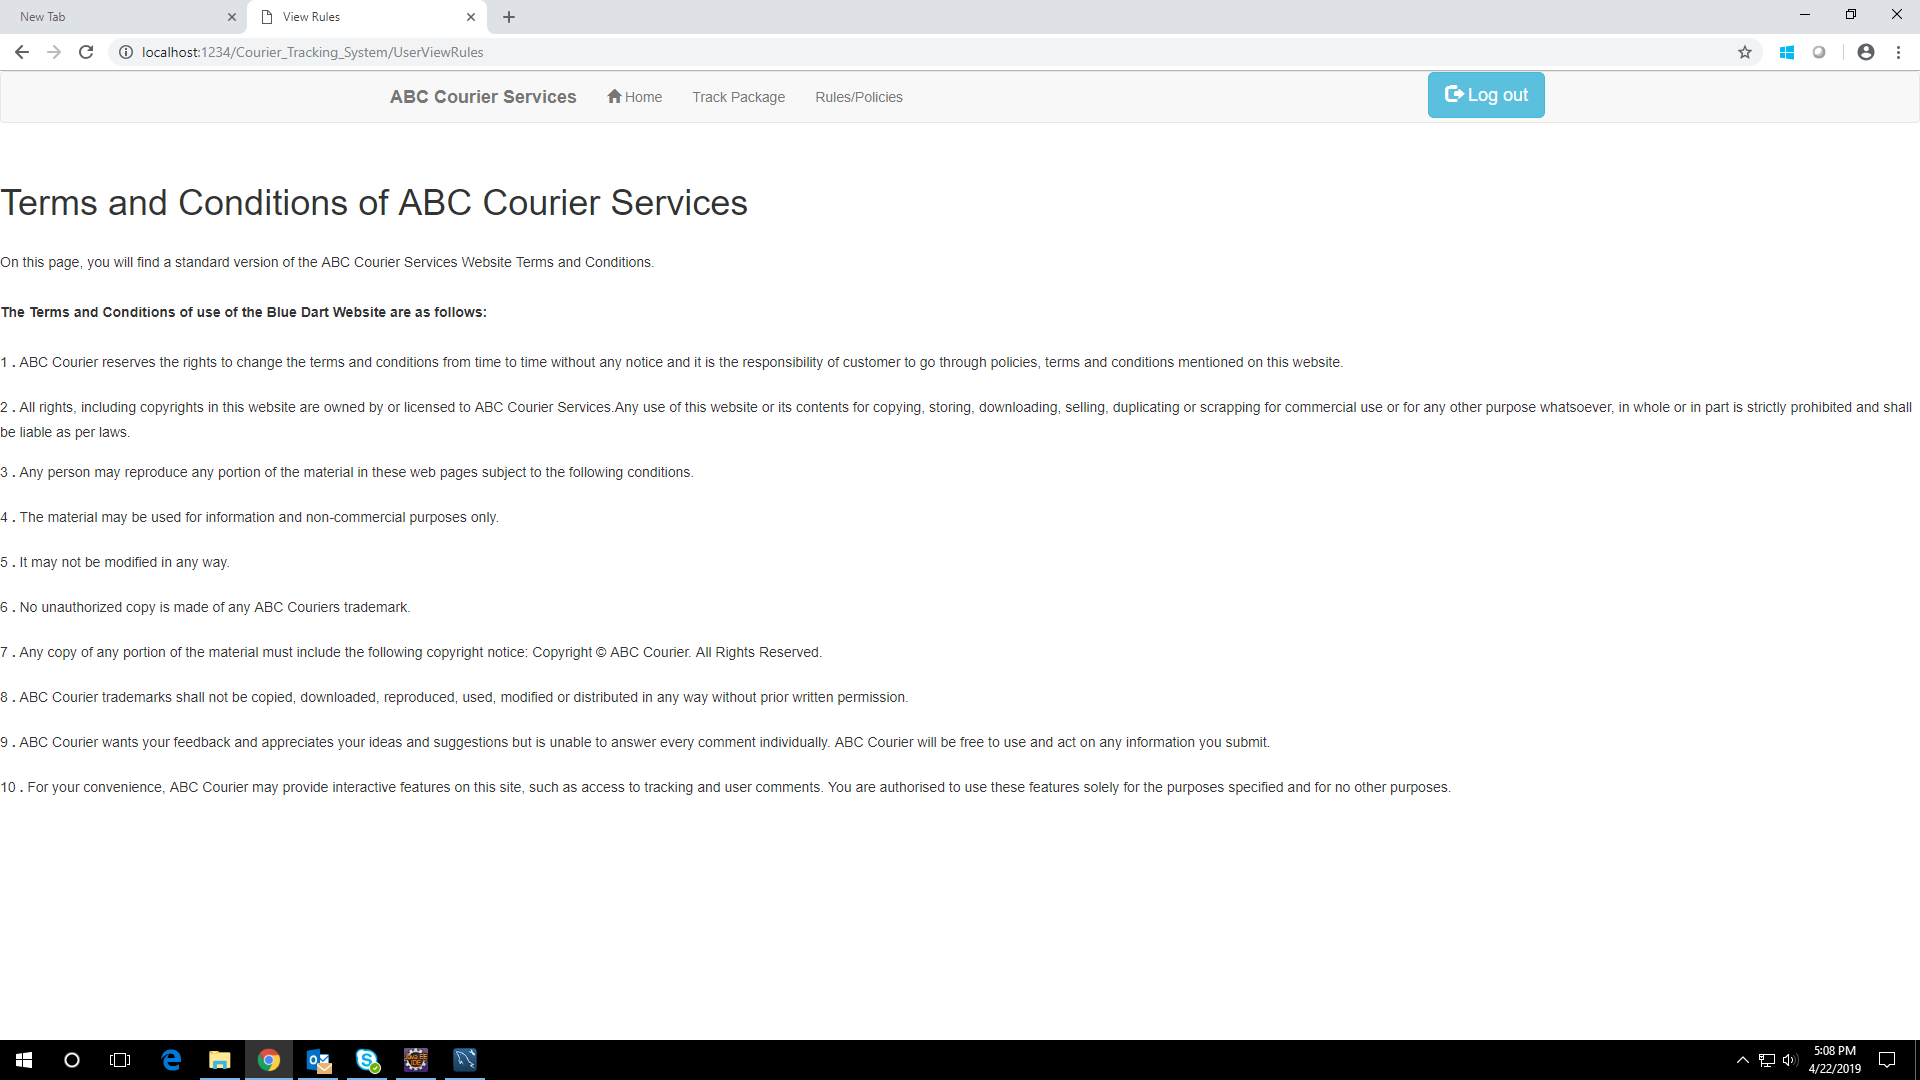 New Tab
View Rules
localhost:1234/Courier_Tracking_System/UserViewRules
ABC Courier Services Home Track Package Rules/Policies Log out
Terms and Conditions of ABC Courier Services
On this page, you will find a standard version of the ABC Courier Services Website Terms and Conditions.
The Terms and Conditions of use of the Blue Dart Website are as follows:
1 . ABC Courier reserves the rights to change the terms and conditions from time to time without any notice and it is the responsibility of customer to go through policies, terms and conditions mentioned on this website.
2 . All rights, including copyrights in this website are owned by or licensed to ABC Courier Services.Any use of this website or its contents for copying, storing, downloading, selling, duplicating or scrapping for commercial use or for any other purpose whatsoever, in whole or in part is strictly prohibited and shall
be liable as per laws.
3 . Any person may reproduce any portion of the material in these web pages subject to the following conditions.
4 . The material may be used for information and non-commercial purposes only.
5 . It may not be modified in any way.
6 . No unauthorized copy is made of any ABC Couriers trademark.
7 . Any copy of any portion of the material must include the following copyright notice: Copyright © ABC Courier. All Rights Reserved.
8 . ABC Courier trademarks shall not be copied, downloaded, reproduced, used, modified or distributed in any way without prior written permission.
9 . ABC Courier wants your feedback and appreciates your ideas and suggestions but is unable to answer every comment individually. ABC Courier will be free to use and act on any information you submit.
10 . For your convenience, ABC Courier may provide interactive features on this site, such as access to tracking and user comments. You are authorised to use these features solely for the purposes specified and for no other purposes.
5:08 PM
4/22/2019